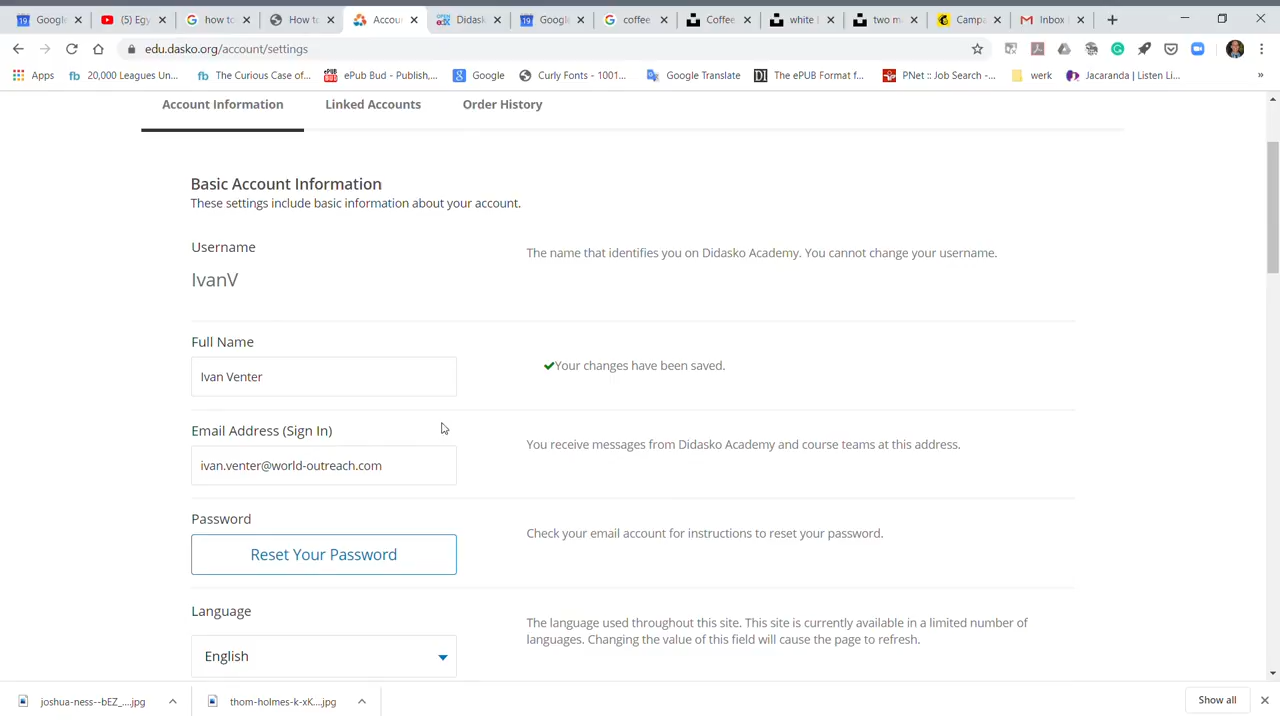 Google
(5) Egy
how to
How to
Accou
Didask
Google
coffee
Coffee
white l
two m
Campa
Inbox
edu.dasko.org/account/settings
Apps
20,000 Leagues Un...
The Curious Case of...
ePub Bud - Publish,...
Google
Curly Fonts - 1001...
Google Translate
The ePUB Format f...
PNet :: Job Search -...
werk
Jacaranda | Listen Li...
»
Account Information
Linked Accounts
Order History
Basic Account Information
These settings include basic information about your account.
Username
The name that identifies you on Didasko Academy. You cannot change your username.
IvanV
Full Name
Your changes have been saved.
Ivan Venter
Email Address (Sign In)
You receive messages from Didasko Academy and course teams at this address.
ivan.venter@world-outreach.com
Password
Check your email account for instructions to reset your password.
Reset Your Password
Language
The language used throughout this site. This site is currently available in a limited number of
languages. Changing the value of this field will cause the page to refresh.
English
joshua-ness--bEZ_....jpg
thom-holmes-k-xK....jpg
Show all